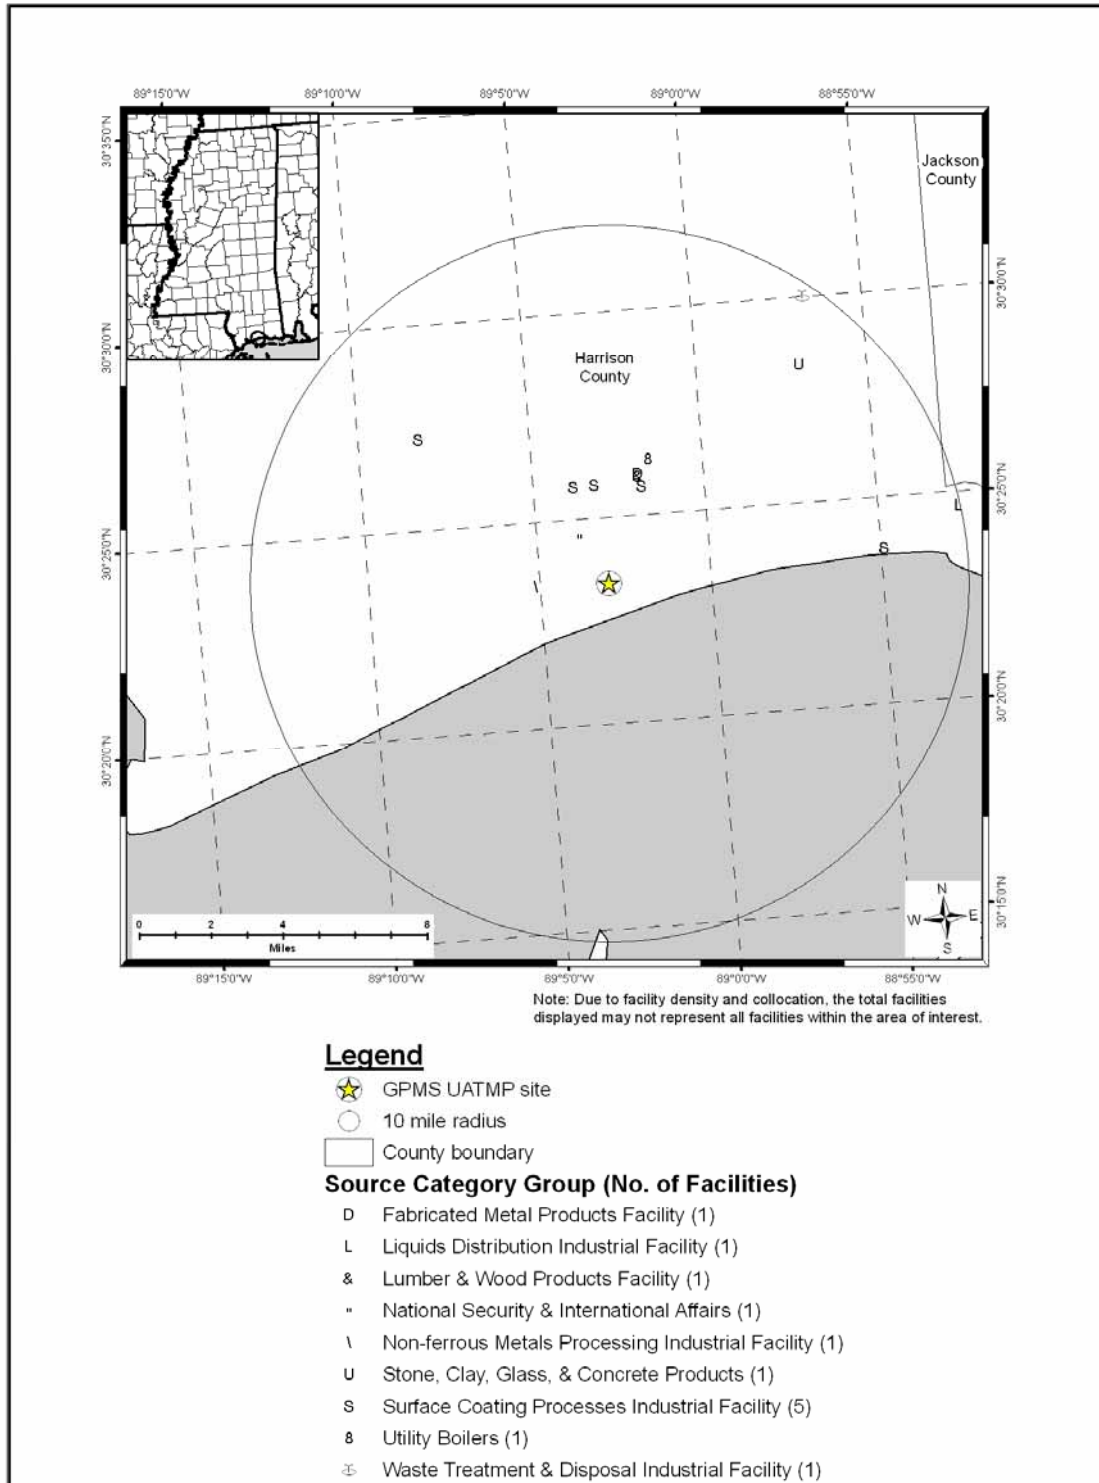 89°15'0"W 89°10'0"W 89°5'0"W 89°0'0"W 88°55'0"W
30°35'0"N
Jackson
County
30°30'0"N
30°30'0"N
Harrison
County
U
S
8
D
S S S
30°25'0"N
L
"
S
30°25'0"N
\
30°20'0"N
30°20'0"N
30°15'0"N
N
W E
S
0 2 4 6
Miles
89°15'0"W 89°10'0"W 89°5'0"W 89°0'0"W 88°55'0"W
Note: Due to facility density and collocation, the total facilities
displayed may not represent all facilities within the area of interest.
Legend
GPMS UATMP site
10 mile radius
County boundary
Source Category Group (No. of Facilities)
D Fabricated Metal Products Facility (1)
L Liquids Distribution Industrial Facility (1)
& Lumber & Wood Products Facility (1)
" National Security & International Affairs (1)
\ Non-ferrous Metals Processing Industrial Facility (1)
U Stone, Clay, Glass, & Concrete Products (1)
S Surface Coating Processes Industrial Facility (5)
8 Utility Boilers (1)
Waste Treatment & Disposal Industrial Facility (1)